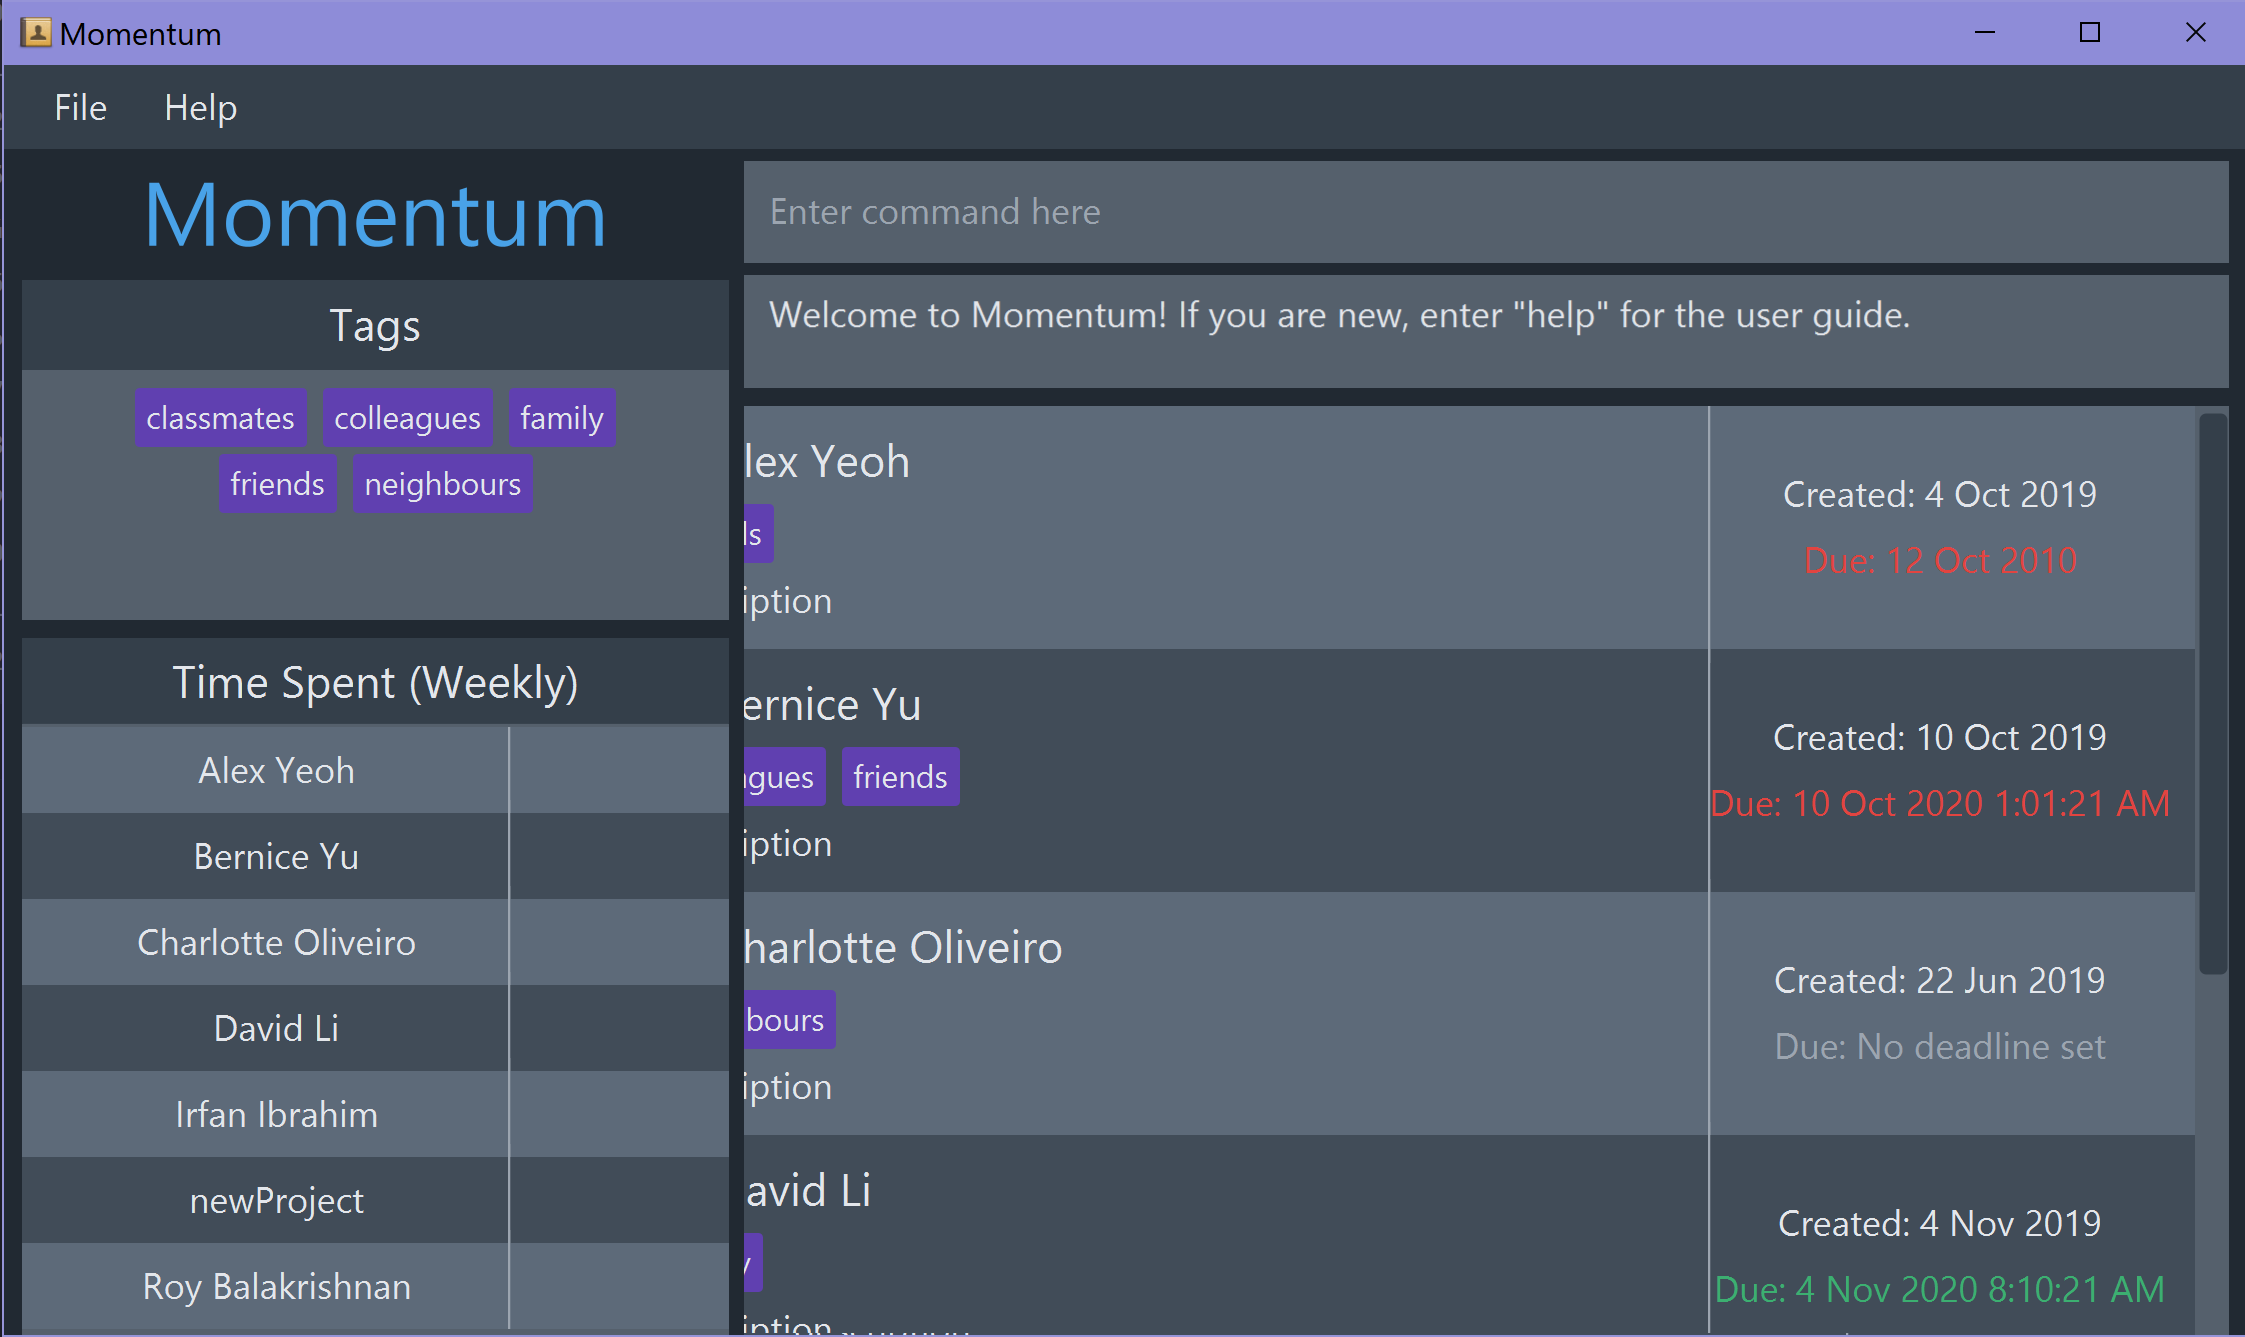 Momentum
File Help
Momentum
Tags
classmates colleagues family
friends neighbours
Time Spent (Weekly)
Alex Yeoh
Bernice Yu
Charlotte Oliveiro
David Li
Irfan Ibrahim
newProject
Roy Balakrishnan
Enter command here
Welcome to Momentum! If you are new, enter "help" for the user guide.
lex Yeoh
ls
iption
Created: 4 Oct 2019
Due: 12 Oct 2010
ernice Yu
agues friends
iption
Created: 10 Oct 2019
Due: 10 Oct 2020 1:01:21 AM
harlotte Oliveiro
bours
iption
Created: 22 Jun 2019
Due: No deadline set
avid Li
y
iption
Created: 4 Nov 2019
Due: 4 Nov 2020 8:10:21 AM